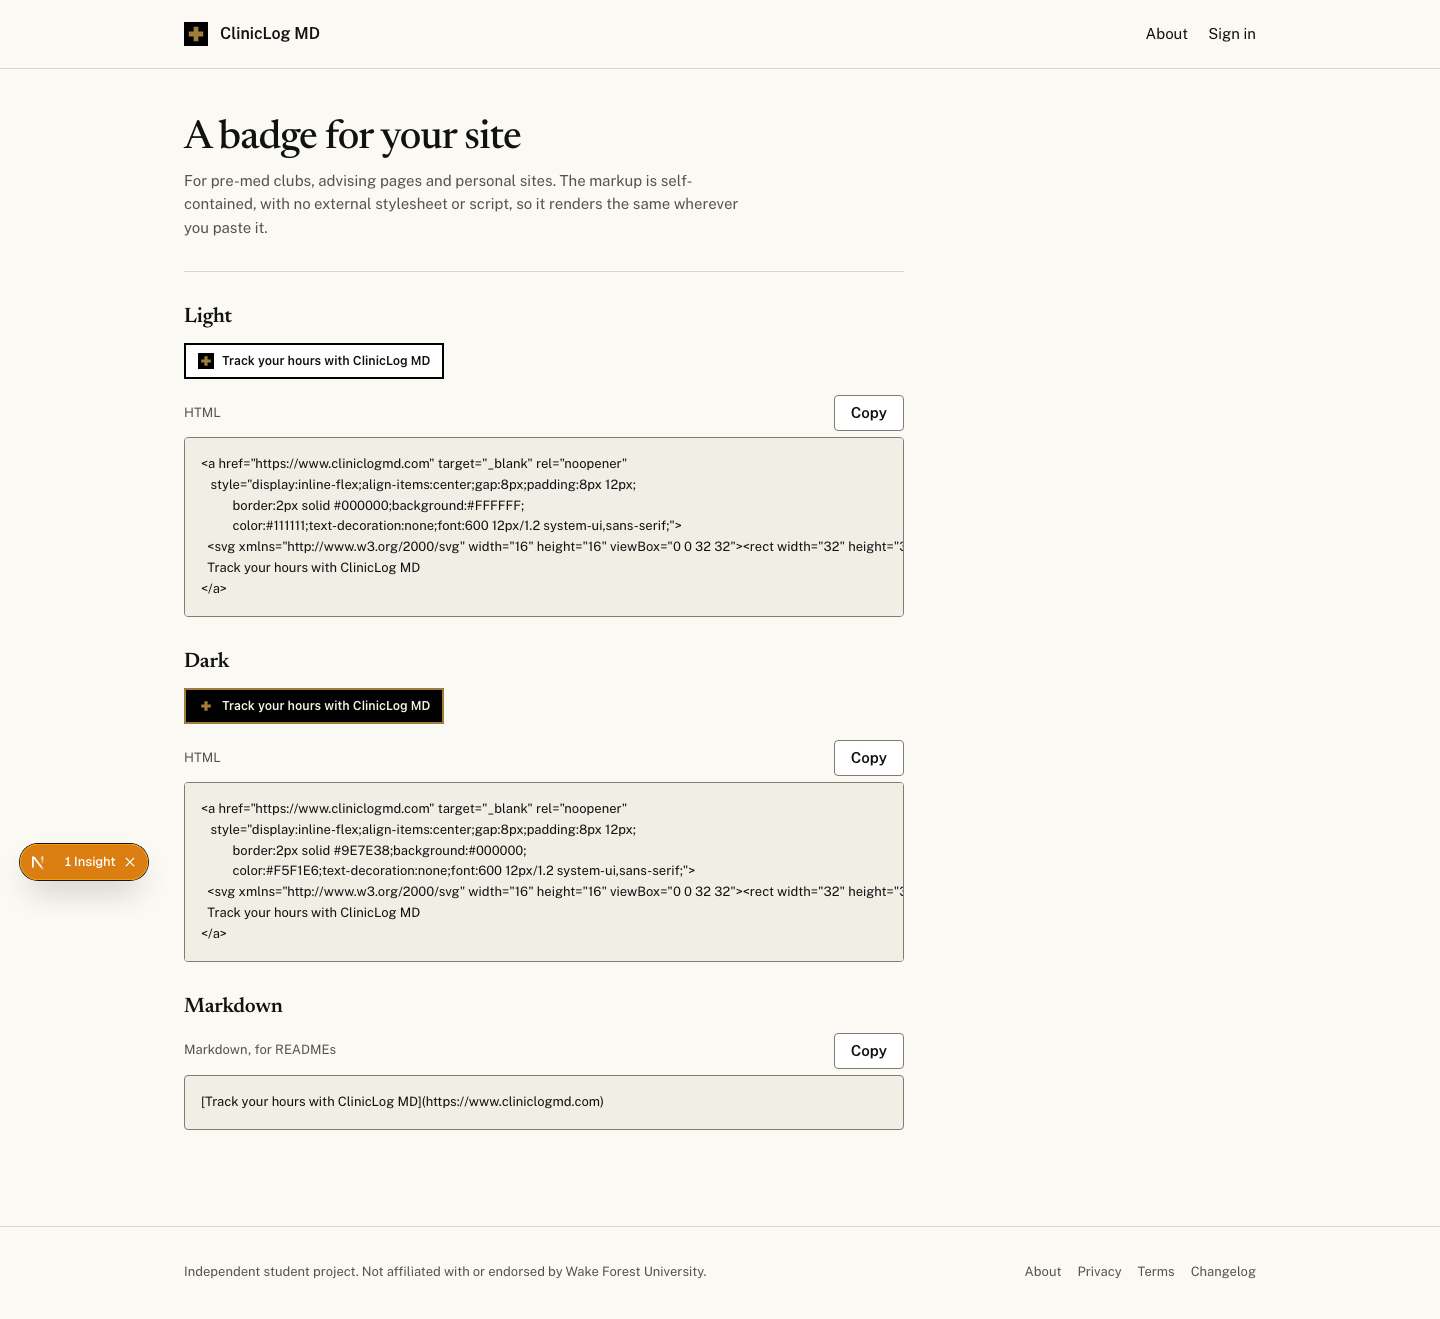 ClinicLog MD
About
Sign in
A badge for your site
For pre-med clubs, advising pages and personal sites. The markup is self-
contained, with no external stylesheet or script, so it renders the same wherever
you paste it.
Light
Track your hours with ClinicLog MD
HTML
Copy
<a href="https://www.cliniclogmd.com" target="_blank" rel="noopener"
style="display:inline-flex;align-items:center;gap:8px;padding:8px 12px;
border:2px solid #000000;background:#FFFFFF;
color:#111111;text-decoration:none;font:600 12px/1.2 system-ui,sans-serif;">
<svg xmlns="http://www.w3.org/2000/svg" width="16" height="16" viewBox="0 0 32 32"><rect width="32" height="3
Track your hours with ClinicLog MD
</a>
Dark
Track your hours with ClinicLog MD
HTML
Copy
<a href="https://www.cliniclogmd.com" target="_blank" rel="noopener"
style="display:inline-flex;align-items:center;gap:8px;padding:8px 12px;
border:2px solid #9E7E38;background:#000000;
color:#F5F1E6;text-decoration:none;font:600 12px/1.2 system-ui,sans-serif;">
<svg xmlns="http://www.w3.org/2000/svg" width="16" height="16" viewBox="0 0 32 32"><rect width="32" height="3
Track your hours with ClinicLog MD
</a>
1 Insight
Markdown
Markdown, for READMEs
Copy
[Track your hours with ClinicLog MD](https://www.cliniclogmd.com)
Independent student project. Not affiliated with or endorsed by Wake Forest University.
About
Privacy
Terms
Changelog